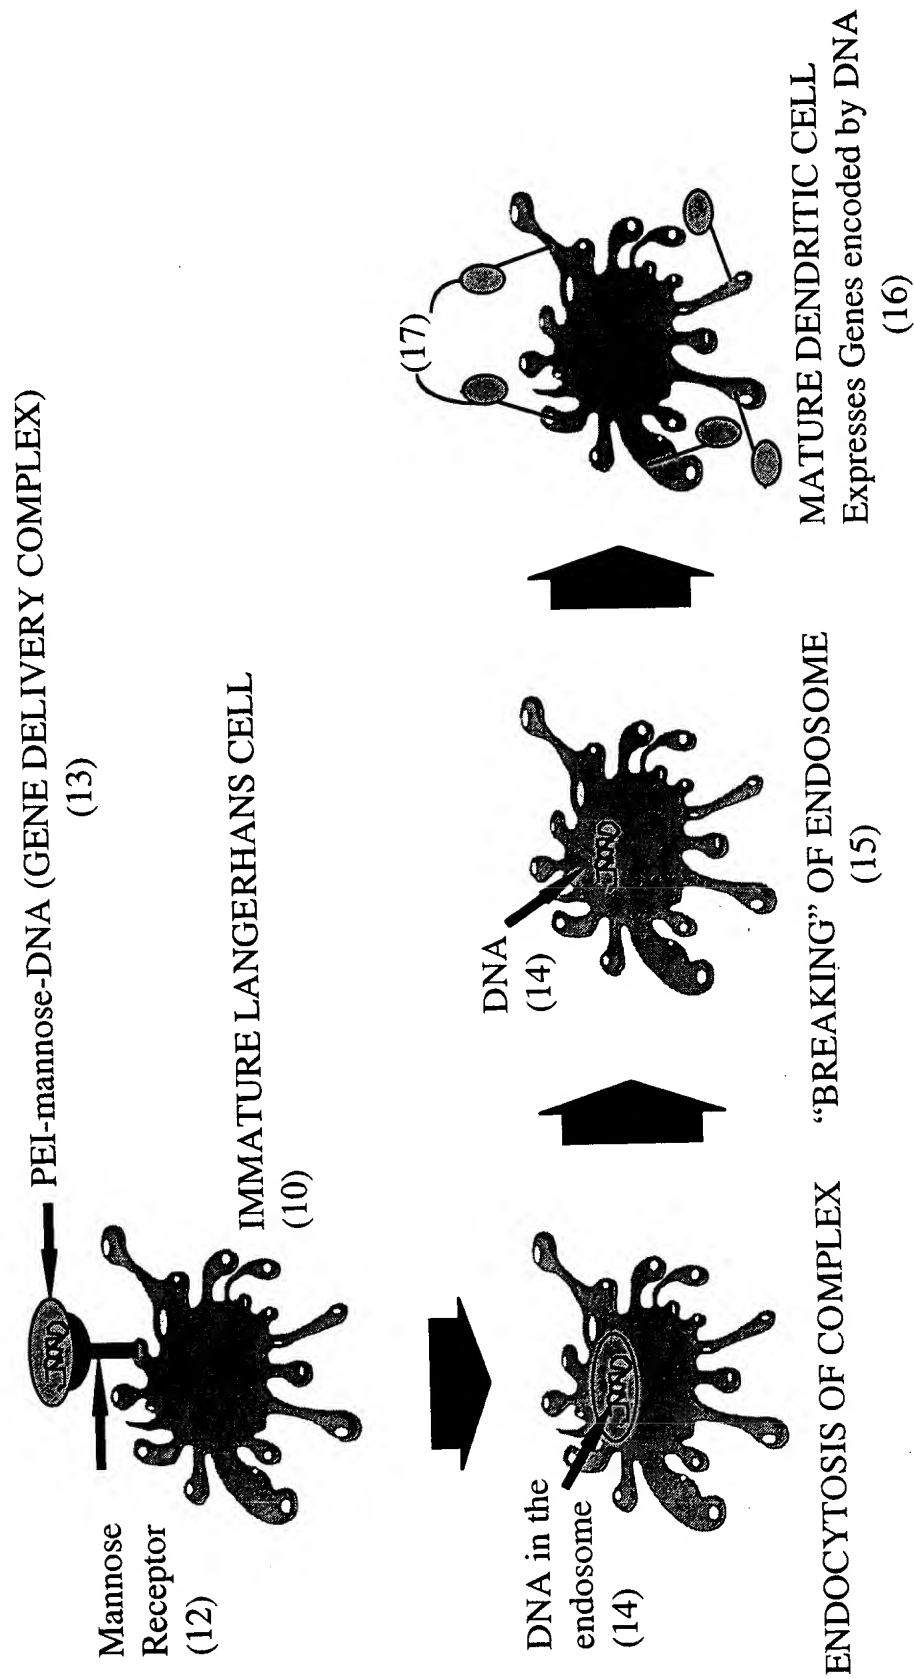 PEI-mannose-DNA (GENE DELIVERY COMPLEX)
(13)
Mannose
Receptor
(12)
IMMATURE LANGERHANS CELL
(10)
DNA in the
endosome
(14)
ENDOCYTOSIS OF COMPLEX
DNA
(14)
“BREAKING” OF ENDOSOME
(15)
(17)
MATURE DENDRITIC CELL
Expresses Genes encoded by DNA
(16)